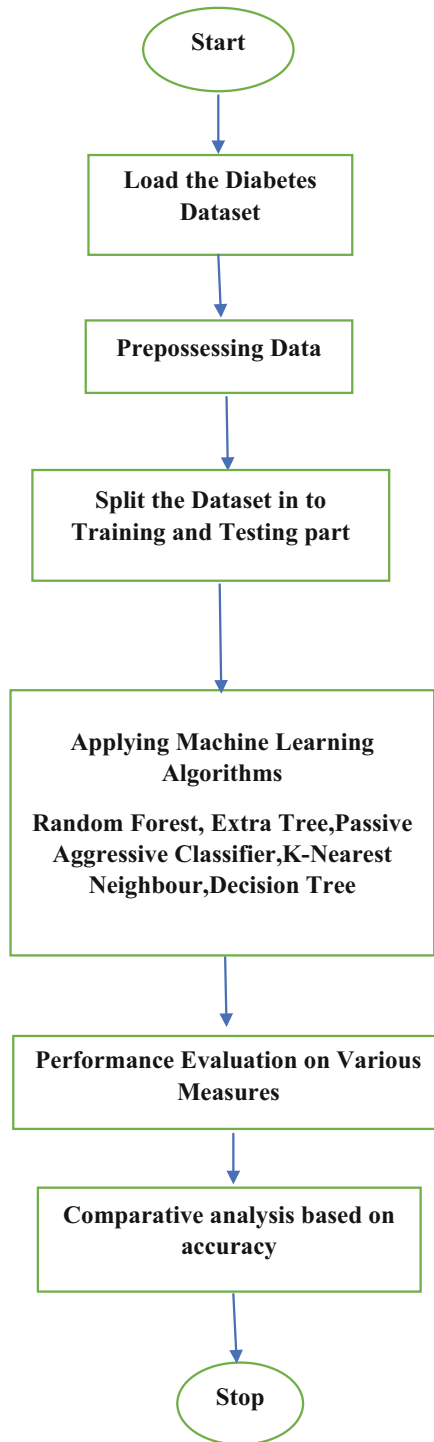 Start
Load the Diabetes
Dataset
Prepossessing Data
Split the Dataset in to
Training and Testing part
Applying Machine Learning
Algorithms
Random Forest, Extra Tree,Passive
Aggressive Classifier,K-Nearest
Neighbour,Decision Tree
Performance Evaluation on Various
Measures
Comparative analysis based on
accuracy
Stop